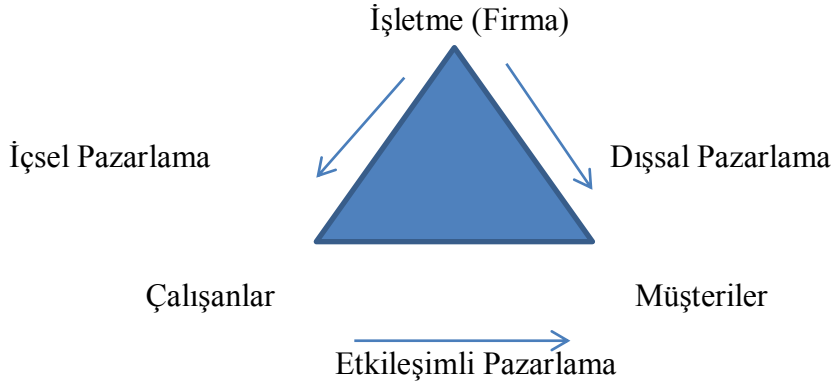 İşletme (Firma)
İçsel Pazarlama
Dışsal Pazarlama
Çalışanlar
Müşteriler
Etkileşimli Pazarlama